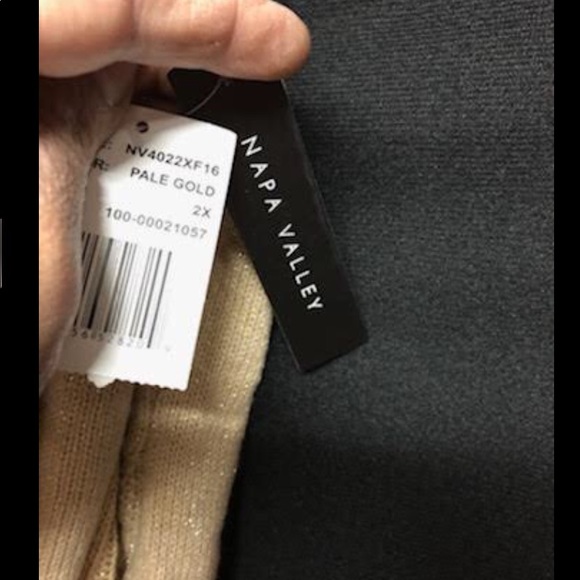 NV4022XF16
R: PALE GOLD
2X
100-00021057
NAPA VALLEY